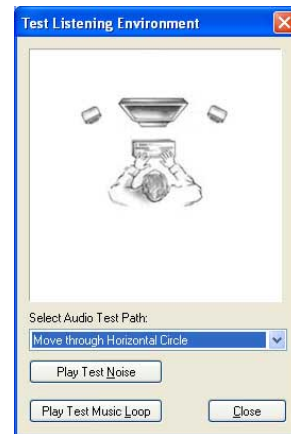 Test Listening Environment
Select Audio Test Path:
Move through Horizontal Circle
Play Test Noise
Play Test Music Loop
Close